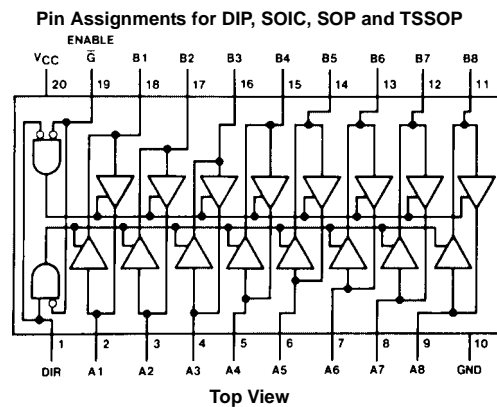 Pin Assignments for DIP, SOIC, SOP and TSSOP
ENABLE
VCC G̅ B1 B2 B3 B4 B5 B6 B7 B8
20 19 18 17 16 15 14 13 12 11
1 2 3 4 5 6 7 8 9 10
DIR A1 A2 A3 A4 A5 A6 A7 A8 GND
Top View